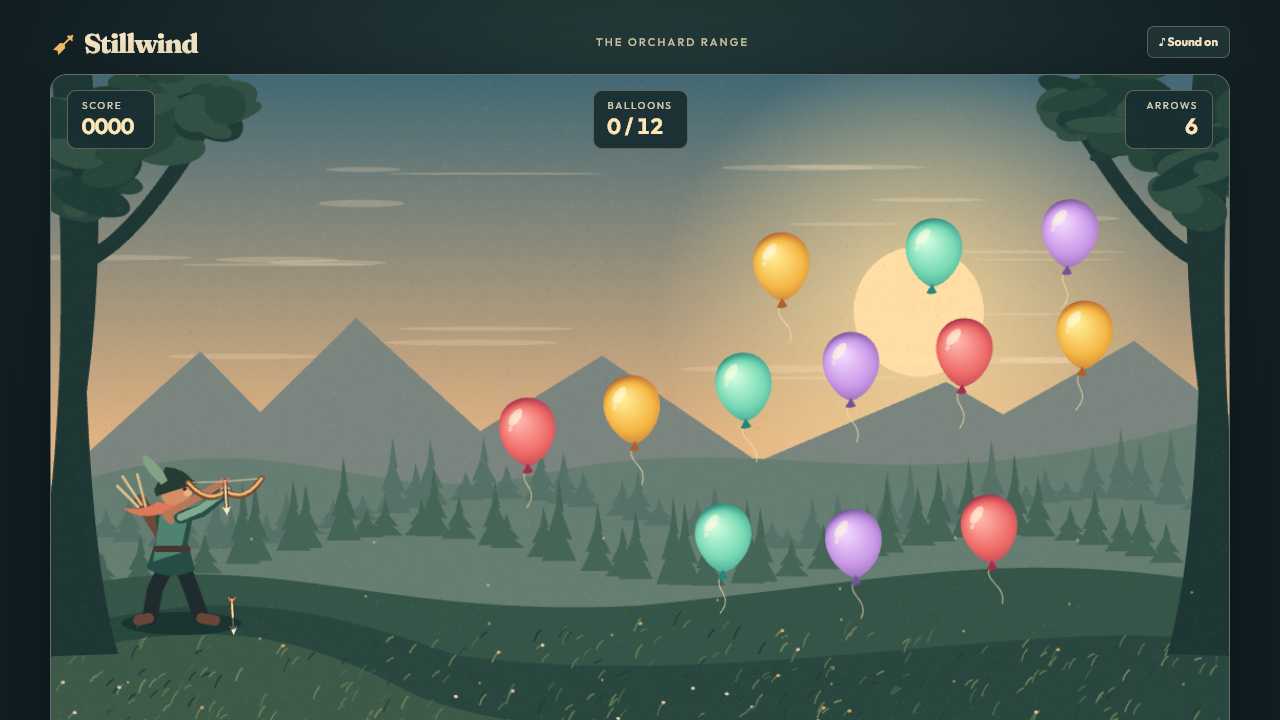 Stillwind
THE ORCHARD RANGE
♪ Sound on
SCORE
0000
BALLOONS
0 / 12
ARROWS
6